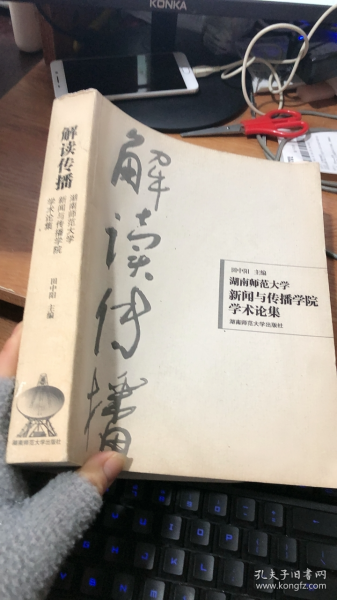 KONKA
解读传播
湖南师范大学
新闻与传播学院
学术论集
田中阳 主编
湖南师范大学出版社
解读传播
田中阳 主编
湖南师范大学
新闻与传播学院
学术论集
湖南师范大学出版社
孔夫子旧书网
www.kongfz.com